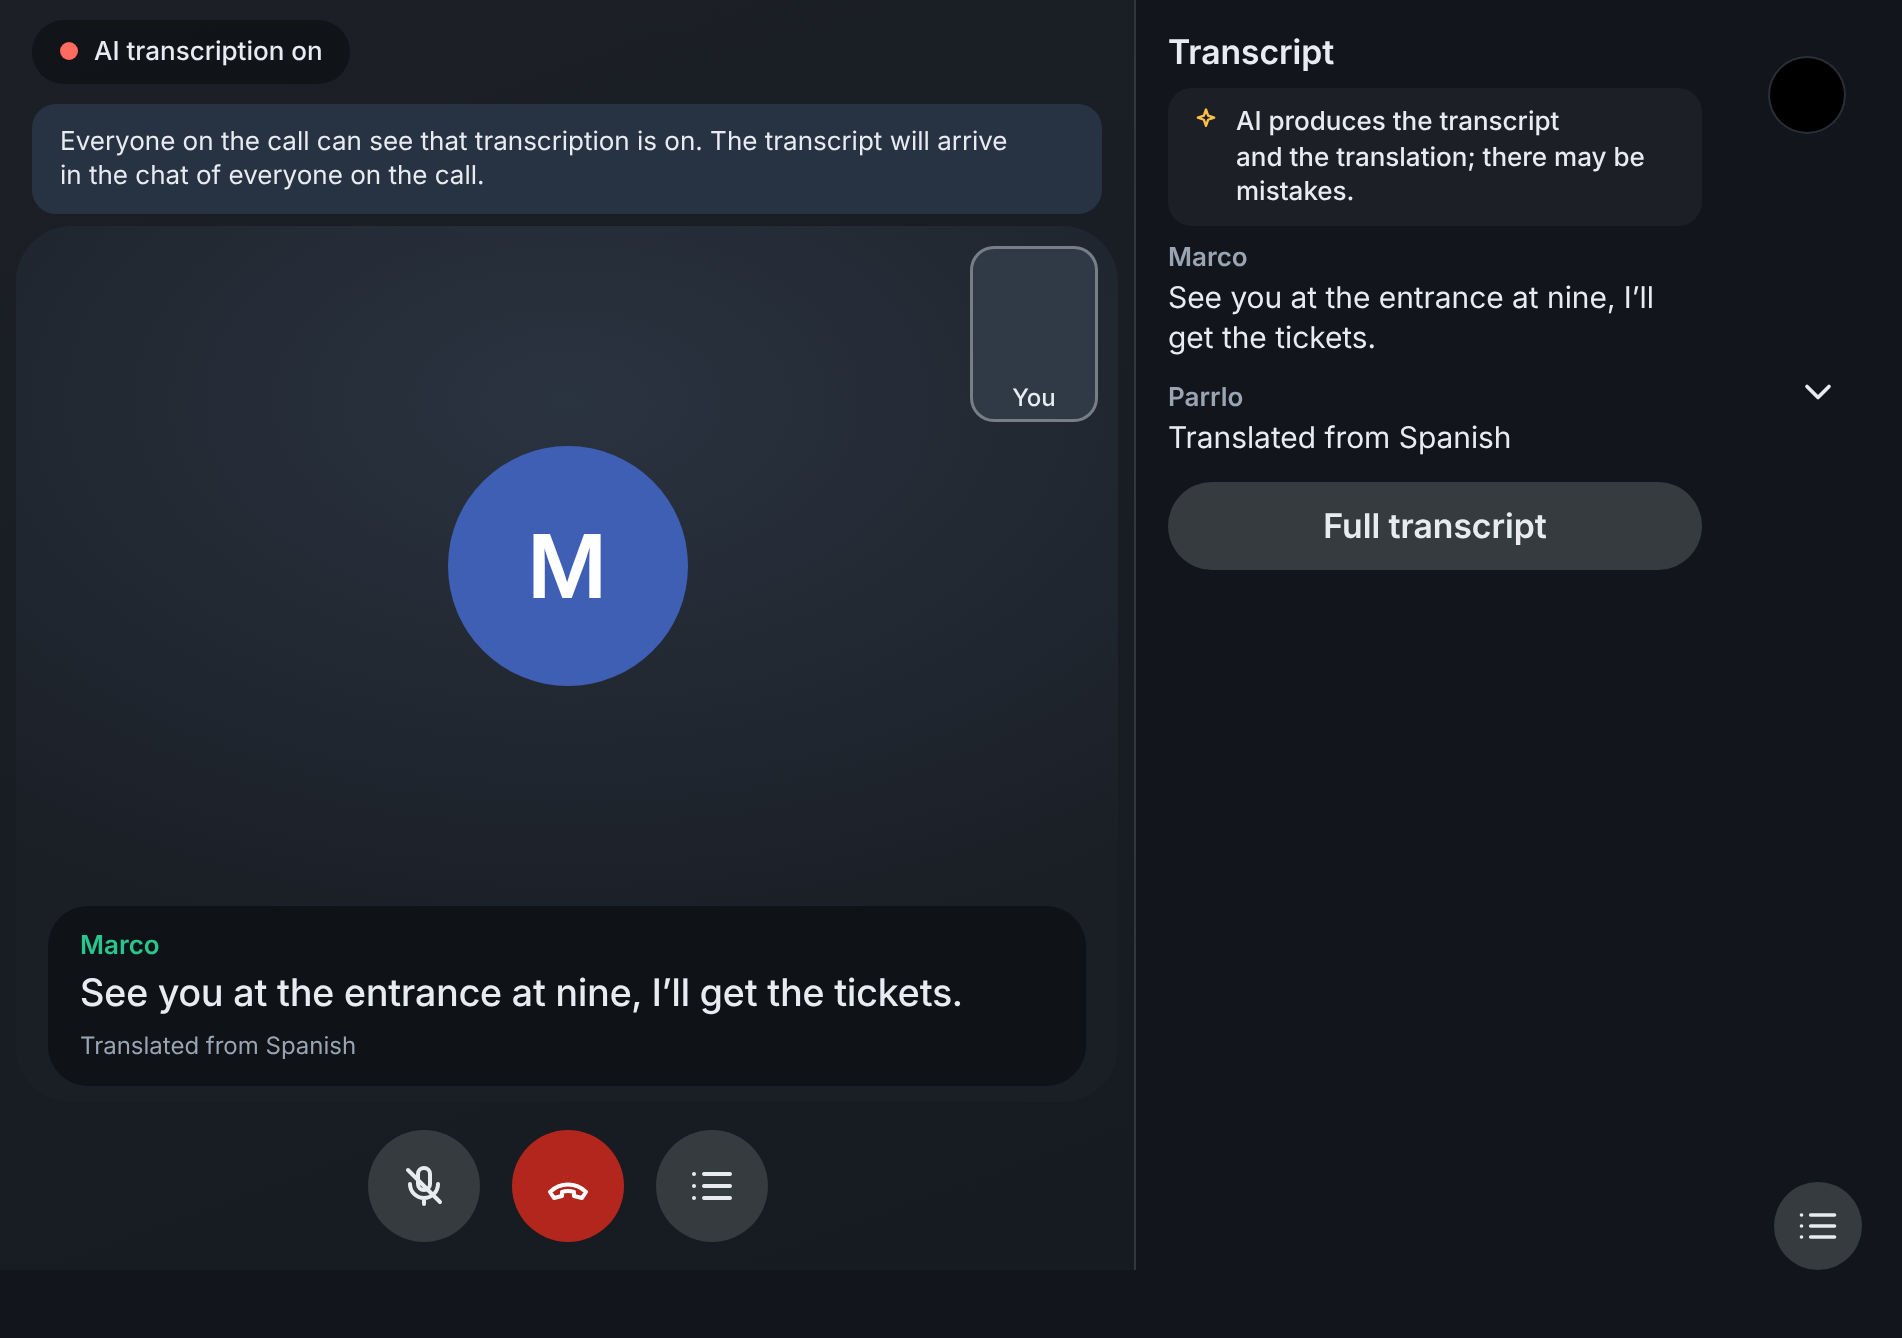 AI transcription on
Everyone on the call can see that transcription is on. The transcript will arrive
in the chat of everyone on the call.
You
M
Marco
See you at the entrance at nine, I’ll get the tickets.
Translated from Spanish
Transcript
AI produces the transcript
and the translation; there may be
mistakes.
Marco
See you at the entrance at nine, I’ll
get the tickets.
Parrlo
Translated from Spanish
Full transcript